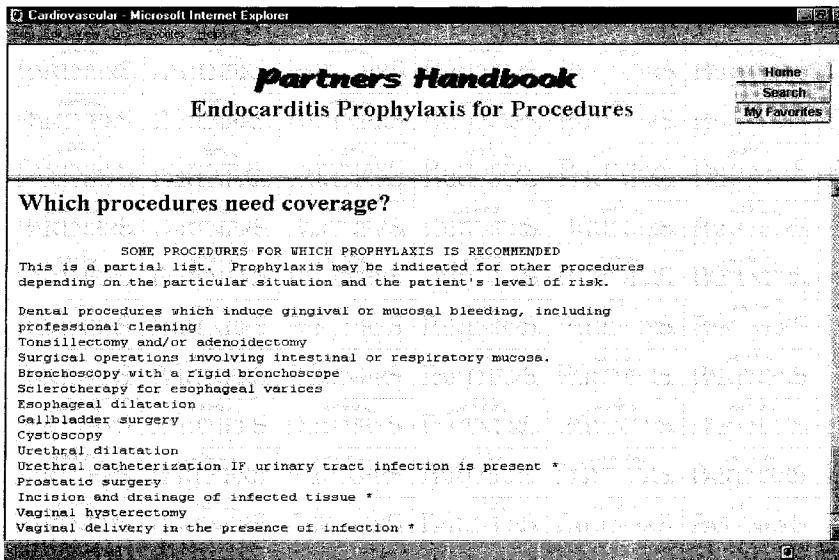 Cardiovascular - Microsoft Internet Explorer
Partners Handbook
Endocarditis Prophylaxis for Procedures
Home
Search
My Favorites
Which procedures need coverage?
SOME PROCEDURES FOR WHICH PROPHYLAXIS IS RECOMMENDED
This is a partial list. Prophylaxis may be indicated for other procedures
depending on the particular situation and the patient's level of risk.
Dental procedures which induce gingival or mucosal bleeding, including
professional cleaning
Tonsillectomy and/or adenoidectomy
Surgical operations involving intestinal or respiratory mucosa.
Bronchoscopy with a rigid bronchoscope
Sclerotherapy for esophageal varices
Esophageal dilatation
Gallbladder surgery
Cystoscopy
Urethral dilatation
Urethral catheterization IF urinary tract infection is present *
Prostatic surgery
Incision and drainage of infected tissue *
Vaginal hysterectomy
Vaginal delivery in the presence of infection *